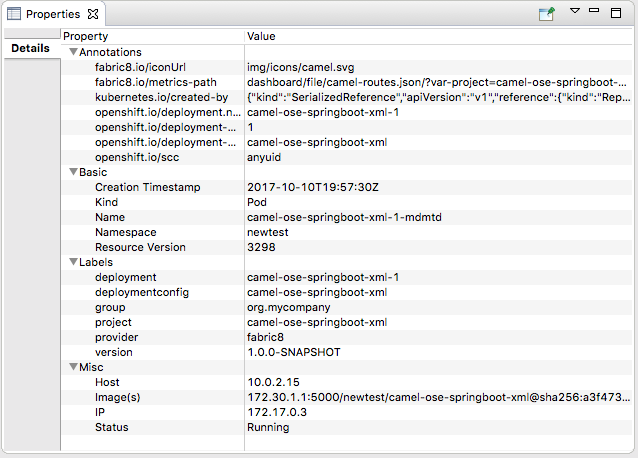 Properties
Details
Property Value
Annotations
fabric8.io/iconUrl img/icons/camel.svg
fabric8.io/metrics-path dashboard/file/camel-routes.json/?var-project=camel-ose-springboot-...
kubernetes.io/created-by {"kind":"SerializedReference","apiVersion":"v1","reference":{"kind":"Rep...
openshift.io/deployment.n... camel-ose-springboot-xml-1
openshift.io/deployment-... 1
openshift.io/deployment-... camel-ose-springboot-xml
openshift.io/scc anyuid
Basic
Creation Timestamp 2017-10-10T19:57:30Z
Kind Pod
Name camel-ose-springboot-xml-1-mdmtd
Namespace newtest
Resource Version 3298
Labels
deployment camel-ose-springboot-xml-1
deploymentconfig camel-ose-springboot-xml
group org.mycompany
project camel-ose-springboot-xml
provider fabric8
version 1.0.0-SNAPSHOT
Misc
Host 10.0.2.15
Image(s) 172.30.1.1:5000/newtest/camel-ose-springboot-xml@sha256:a3f473...
IP 172.17.0.3
Status Running